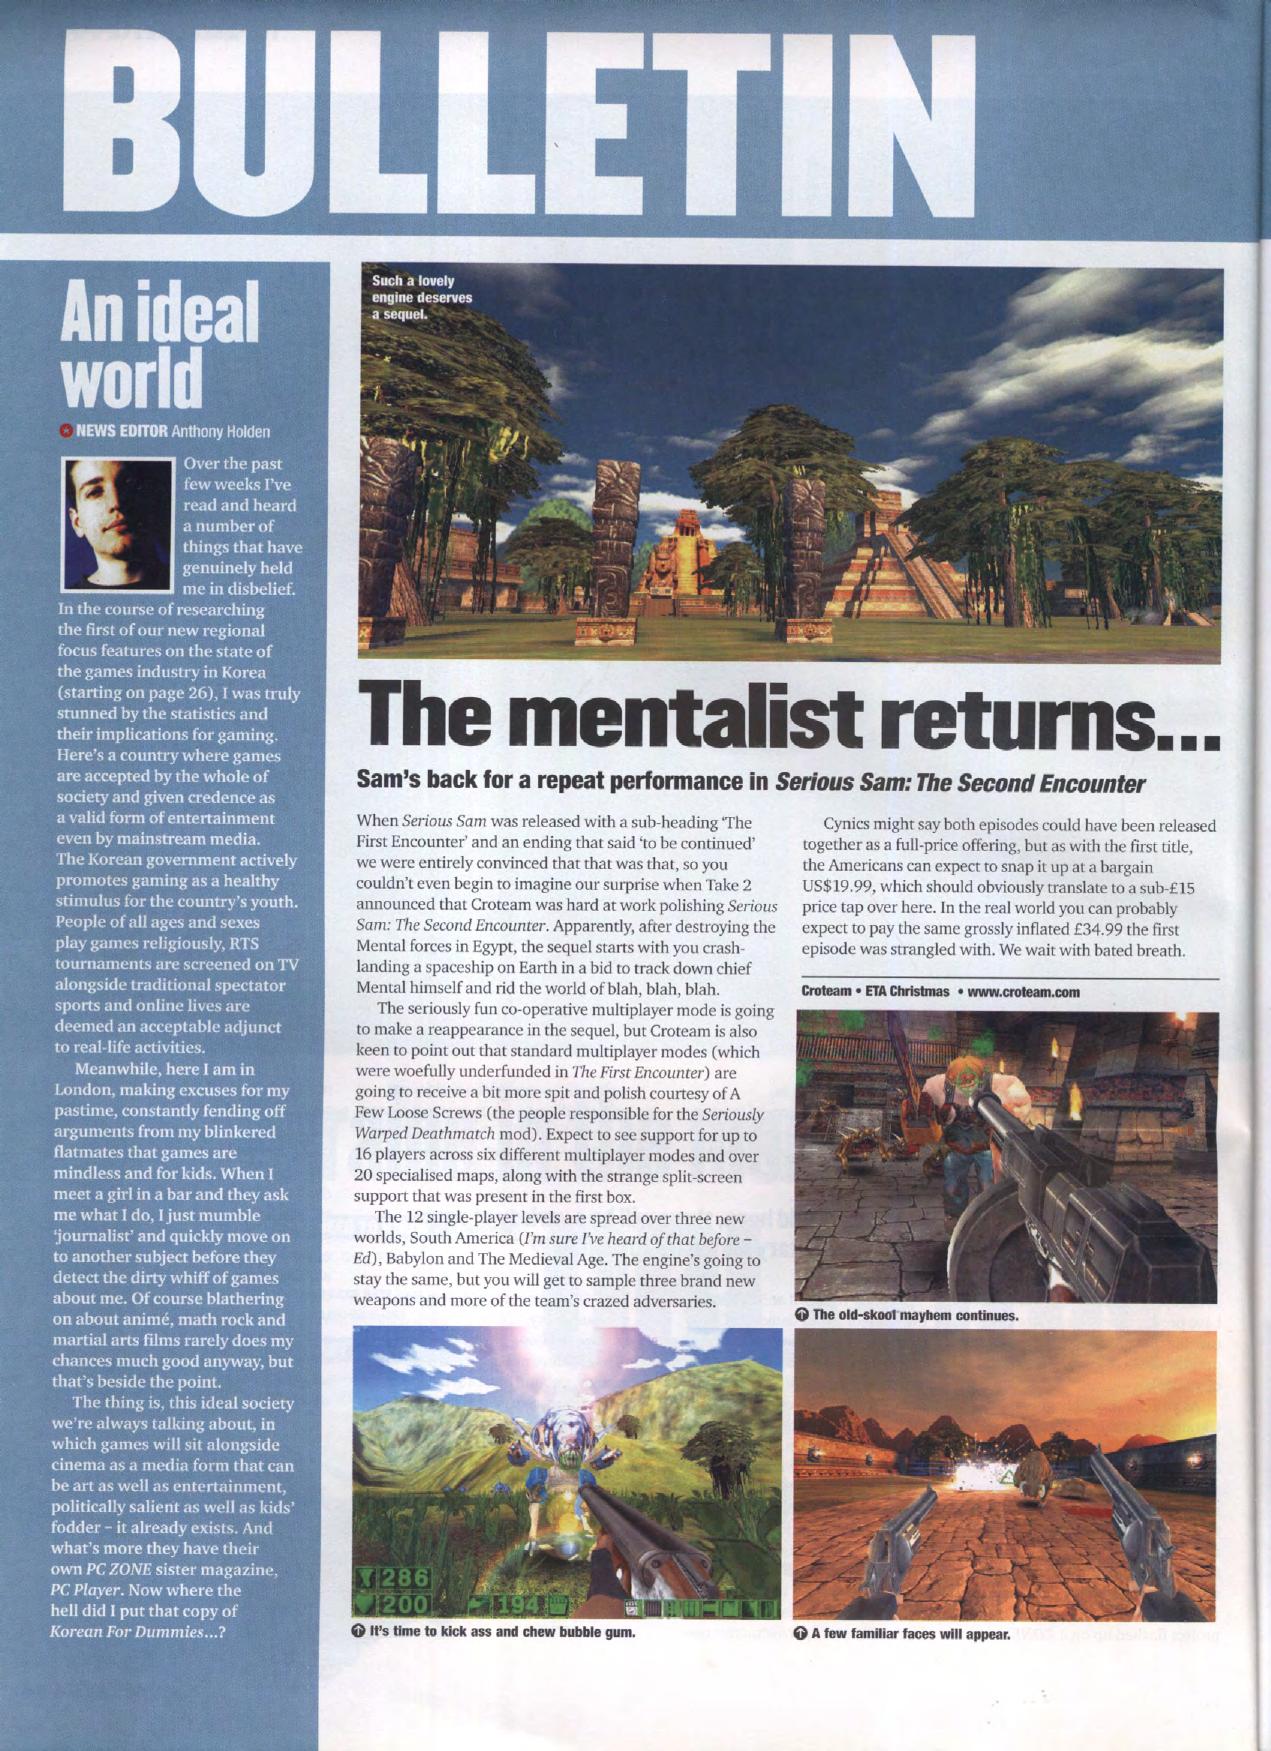 BULLETIN
An ideal
world
NEWS EDITOR Anthony Holden
Over the past
few weeks I've
read and heard
a number of
things that have
genuinely held
me in disbelief.
In the course of researching
the first of our new regional
focus features on the state of
the games industry in Korea
(starting on page 26), I was truly
stunned by the statistics and
their implications for gaming.
Here's a country where games
are accepted by the whole of
society and given credence as
a valid form of entertainment
even by mainstream media.
The Korean government actively
promotes gaming as a healthy
stimulus for the country's youth.
People of all ages and sexes
play games religiously, RTS
tournaments are screened on TV
alongside traditional spectator
sports and online lives are
deemed an acceptable adjunct
to real-life activities.
Meanwhile, here I am in
London, making excuses for my
pastime, constantly fending off
arguments from my blinkered
flatmates that games are
mindless and for kids. When I
meet a girl in a bar and they ask
me what I do, I just mumble
'journalist' and quickly move on
to another subject before they
detect the dirty whiff of games
about me. Of course blathering
on about animé, math rock and
martial arts films rarely does my
chances much good anyway, but
that's beside the point.
The thing is, this ideal society
we're always talking about, in
which games will sit alongside
cinema as a media form that can
be art as well as entertainment,
politically salient as well as kids'
fodder – it already exists. And
what's more they have their
own PC ZONE sister magazine,
PC Player. Now where the
hell did I put that copy of
Korean For Dummies...?
Such a lovely
engine deserves
a sequel.
The mentalist returns...
Sam's back for a repeat performance in Serious Sam: The Second Encounter
When Serious Sam was released with a sub-heading 'The
First Encounter' and an ending that said 'to be continued'
we were entirely convinced that that was that, so you
couldn't even begin to imagine our surprise when Take 2
announced that Croteam was hard at work polishing Serious
Sam: The Second Encounter. Apparently, after destroying the
Mental forces in Egypt, the sequel starts with you crash-
landing a spaceship on Earth in a bid to track down chief
Mental himself and rid the world of blah, blah, blah.
The seriously fun co-operative multiplayer mode is going
to make a reappearance in the sequel, but Croteam is also
keen to point out that standard multiplayer modes (which
were woefully underfunded in The First Encounter) are
going to receive a bit more spit and polish courtesy of A
Few Loose Screws (the people responsible for the Seriously
Warped Deathmatch mod). Expect to see support for up to
16 players across six different multiplayer modes and over
20 specialised maps, along with the strange split-screen
support that was present in the first box.
The 12 single-player levels are spread over three new
worlds, South America (I'm sure I've heard of that before –
Ed), Babylon and The Medieval Age. The engine's going to
stay the same, but you will get to sample three brand new
weapons and more of the team's crazed adversaries.
Cynics might say both episodes could have been released
together as a full-price offering, but as with the first title,
the Americans can expect to snap it up at a bargain
US$19.99, which should obviously translate to a sub-£15
price tap over here. In the real world you can probably
expect to pay the same grossly inflated £34.99 the first
episode was strangled with. We wait with bated breath.
Croteam • ETA Christmas • www.croteam.com
The old-skool mayhem continues.
286
200
194
It's time to kick ass and chew bubble gum.
A few familiar faces will appear.